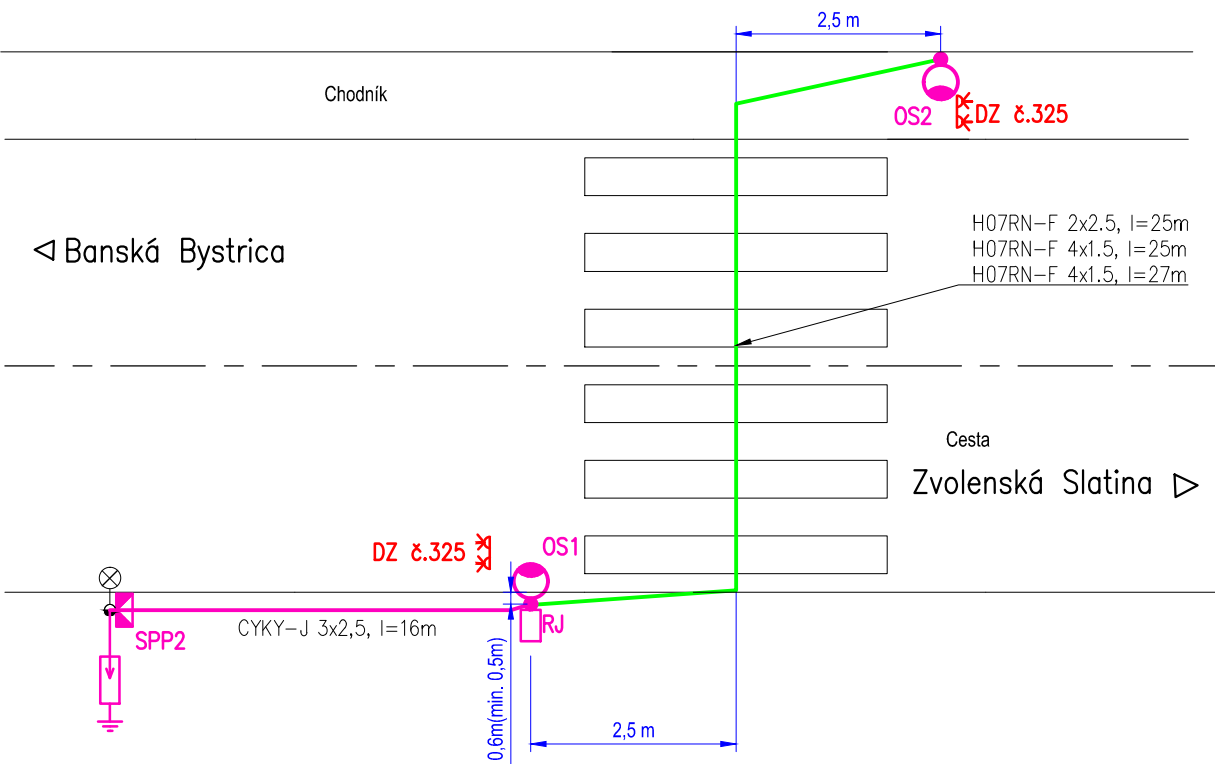 2,5 m
Chodník
OS2
DZ č.325
H07RN-F 2x2.5, l=25m
H07RN-F 4x1.5, l=25m
H07RN-F 4x1.5, l=27m
Banská Bystrica
Cesta
Zvolenská Slatina
DZ č.325
OS1
CYKY-J 3x2,5, l=16m
SPP2
RJ
0,6m(min. 0,5m)
2,5 m